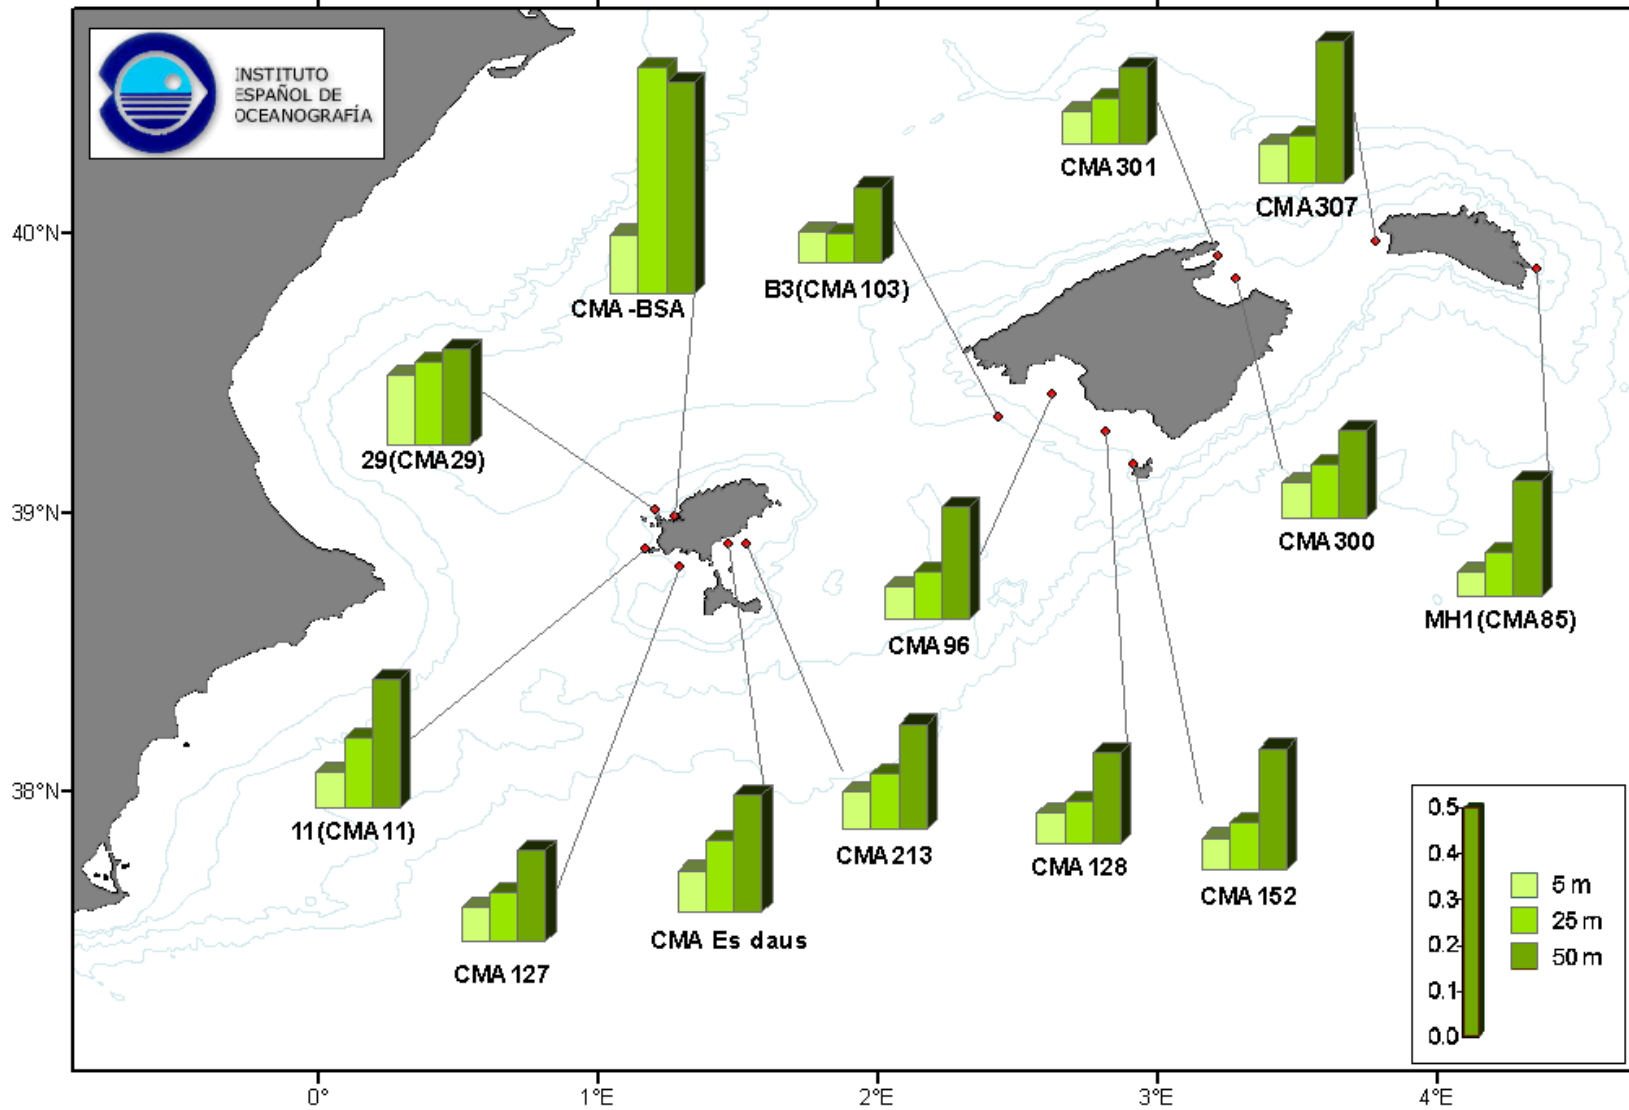 INSTITUTO
ESPAÑOL DE
OCEANOGRAFÍA
CMA301
CMA307
40°N
CMA-BSA
B3(CMA103)
29(CMA29)
39°N
CMA300
MH1(CMA85)
CMA96
38°N
11(CMA11)
CMA213
CMA128
CMA152
CMA Es daus
CMA127
0.5
0.4
0.3
0.2
0.1
0.0
5 m
25 m
50 m
0°
1°E
2°E
3°E
4°E